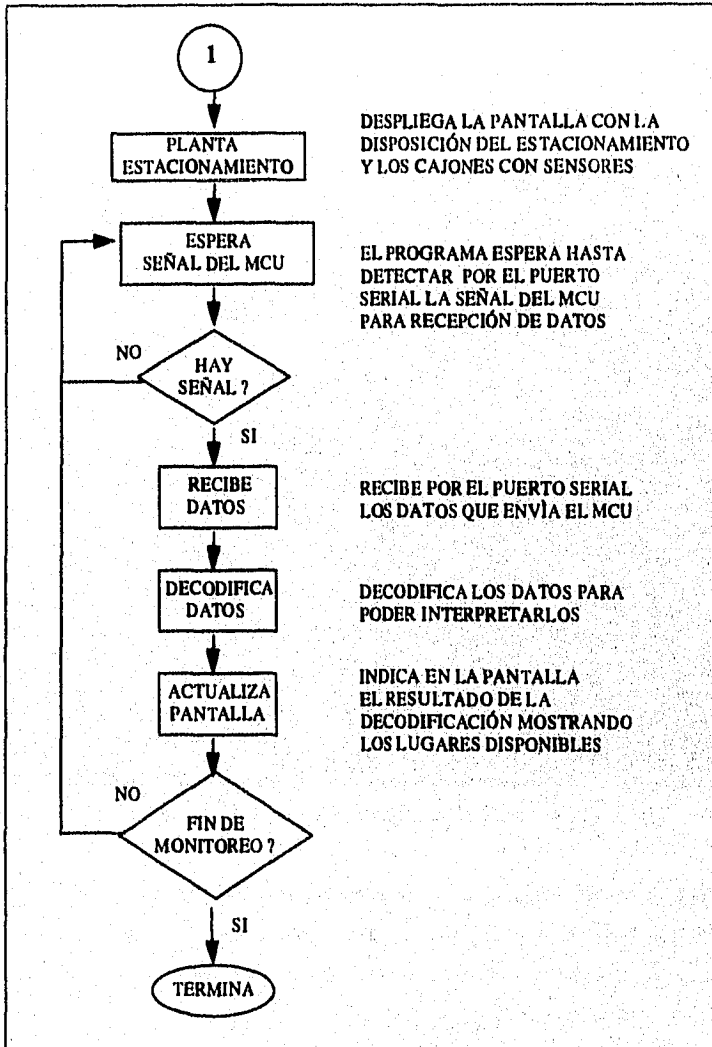 1
PLANTA
ESTACIONAMIENTO
DESPLIEGA LA PANTALLA CON LA
DISPOSICIÓN DEL ESTACIONAMIENTO
Y LOS CAJONES CON SENSORES
ESPERA
SEÑAL DEL MCU
EL PROGRAMA ESPERA HASTA
DETECTAR POR EL PUERTO
SERIAL LA SEÑAL DEL MCU
PARA RECEPCIÓN DE DATOS
NO
HAY
SEÑAL ?
SI
RECIBE
DATOS
RECIBE POR EL PUERTO SERIAL
LOS DATOS QUE ENVÌA EL MCU
DECODIFICA
DATOS
DECODIFICA LOS DATOS PARA
PODER INTERPRETARLOS
ACTUALIZA
PANTALLA
INDICA EN LA PANTALLA
EL RESULTADO DE LA
DECODIFICACIÓN MOSTRANDO
LOS LUGARES DISPONIBLES
NO
FIN DE
MONITOREO ?
SI
TERMINA